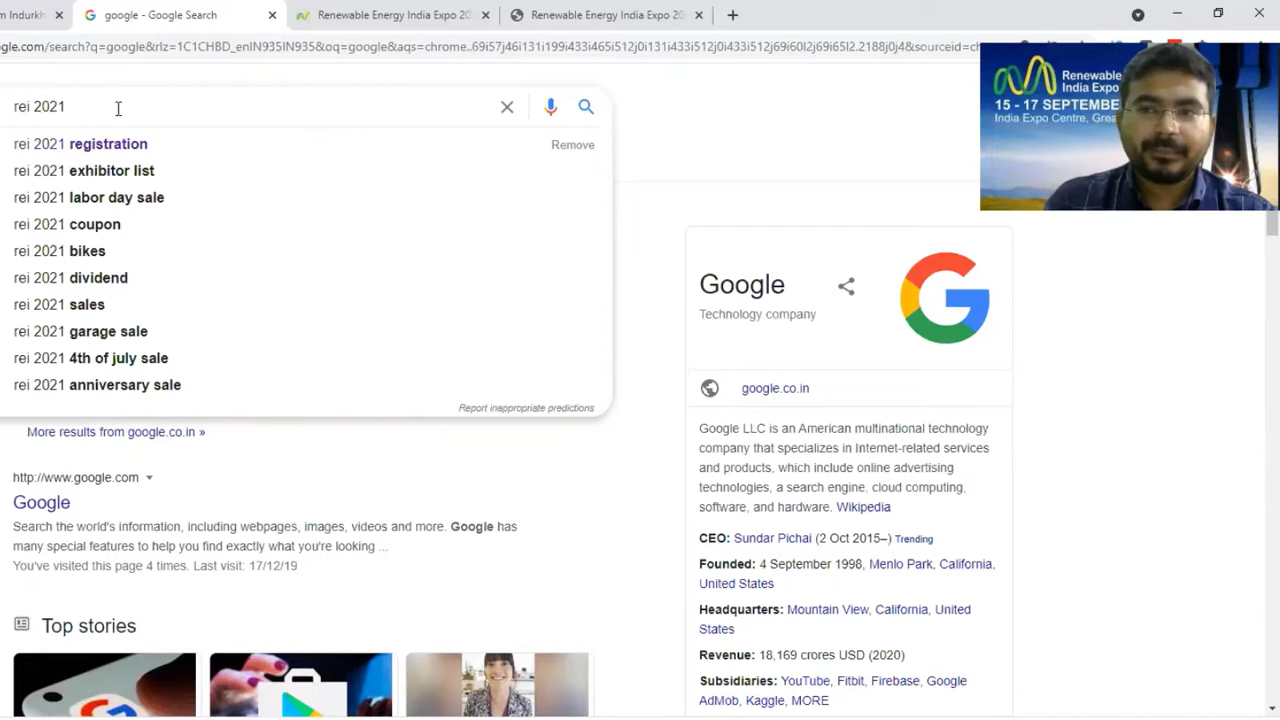 m Indurkh
google - Google Search
Renewable Energy India Expo 20
Renewable Energy India Expo 202
gle.com/search?q=google&rlz=1C1CHBD_enIN935IN935&oq=google&aqs=chrome..69i57j46i131i199i433i465i512j0i131i433i512j69i60l2j69i65l2.2188j0j4&sourceid=ch
Renewable
India Expo
15 - 17 SEPTEMBE
India Expo Centre, Grea
rei 2021
rei 2021 registration
Remove
rei 2021 exhibitor list
rei 2021 labor day sale
rei 2021 coupon
rei 2021 bikes
rei 2021 dividend
rei 2021 sales
rei 2021 garage sale
rei 2021 4th of july sale
rei 2021 anniversary sale
Report inappropriate predictions
More results from google.co.in »
http://www.google.com
Google
Search the world's information, including webpages, images, videos and more. Google has
many special features to help you find exactly what you're looking ...
You've visited this page 4 times. Last visit: 17/12/19
Top stories
Google
Technology company
google.co.in
Google LLC is an American multinational technology
company that specializes in Internet-related services
and products, which include online advertising
technologies, a search engine, cloud computing,
software, and hardware. Wikipedia
CEO: Sundar Pichai (2 Oct 2015–) Trending
Founded: 4 September 1998, Menlo Park, California,
United States
Headquarters: Mountain View, California, United
States
Revenue: 18,169 crores USD (2020)
Subsidiaries: YouTube, Fitbit, Firebase, Google
AdMob, Kaggle, MORE